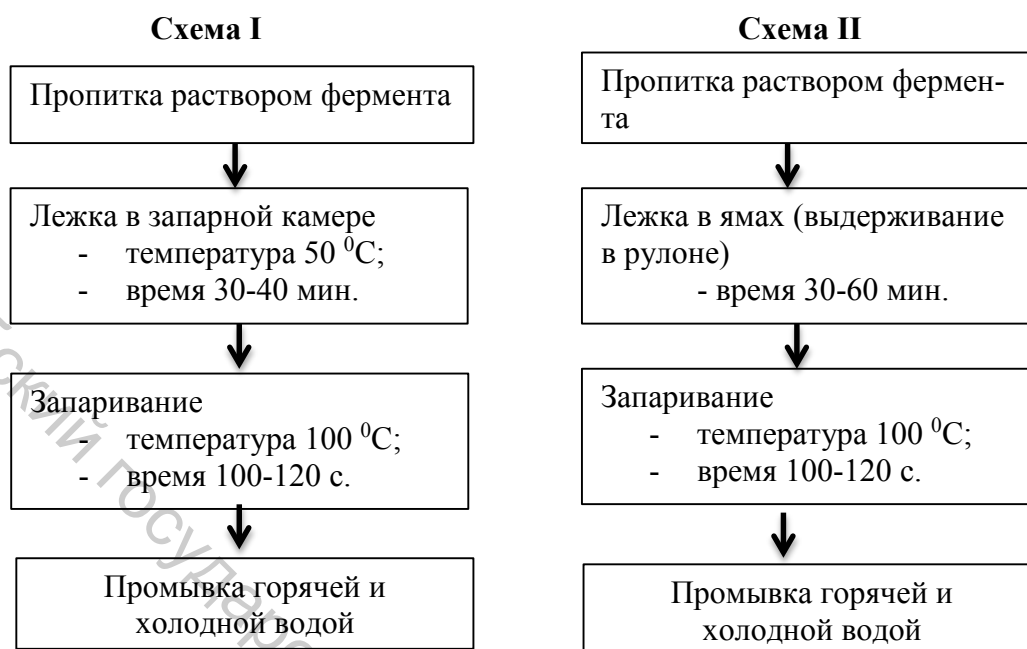 Схема I
Пропитка раствором фермента
Лежка в запарной камере
- температура 50 ⁰С;
- время 30-40 мин.
Запаривание
- температура 100 ⁰С;
- время 100-120 с.
Промывка горячей и
холодной водой
Схема II
Пропитка раствором фермен-
та
Лежка в ямах (выдерживание
в рулоне)
- время 30-60 мин.
Запаривание
- температура 100 ⁰С;
- время 100-120 с.
Промывка горячей и
холодной водой